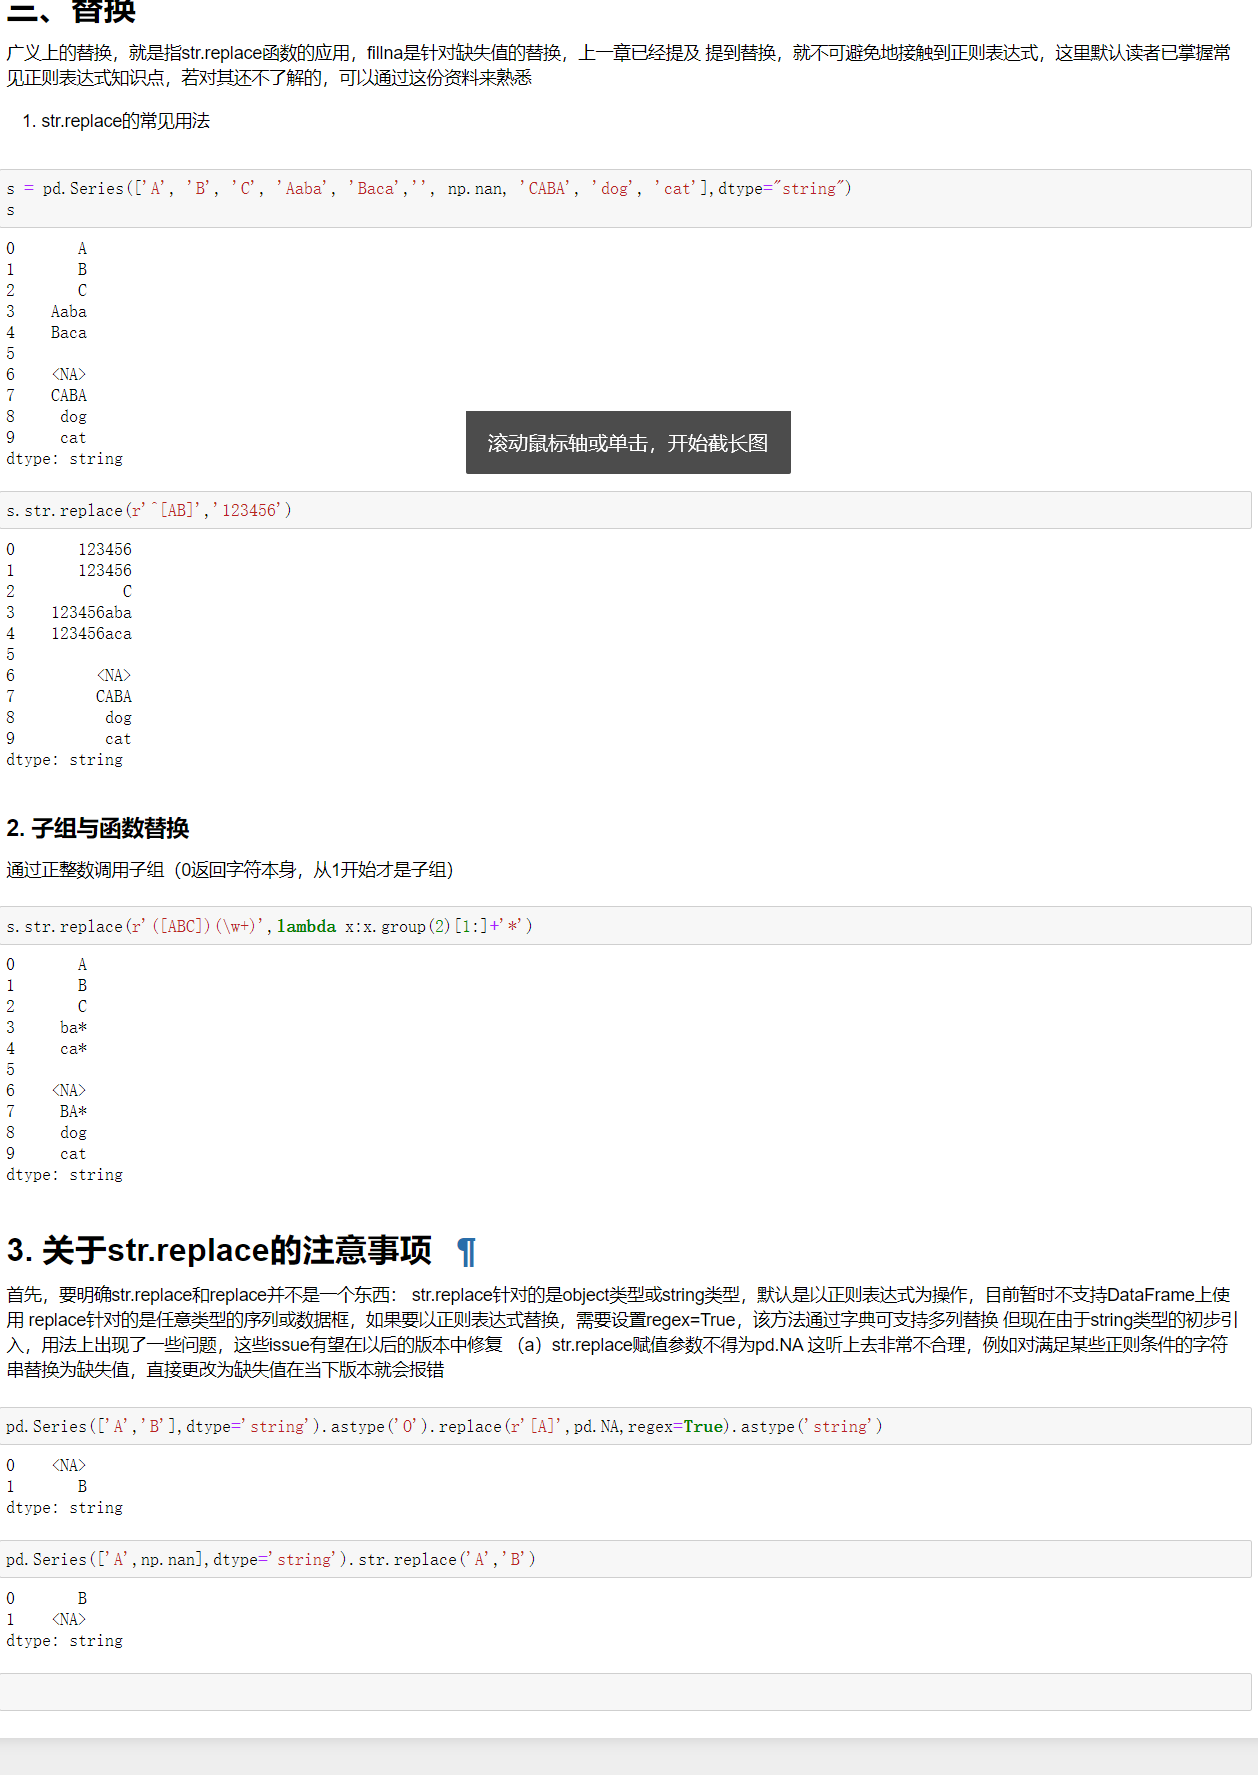 三、替换
广义上的替换，就是指str.replace函数的应用，fillna是针对缺失值的替换，上一章已经提及 提到替换，就不可避免地接触到正则表达式，这里默认读者已掌握常
见正则表达式知识点，若对其还不了解的，可以通过这份资料来熟悉
1. str.replace的常见用法
s = pd.Series(['A', 'B', 'C', 'Aaba', 'Baca','', np.nan, 'CABA', 'dog', 'cat'],dtype="string")
s
0       A
1       B
2       C
3    Aaba
4    Baca
5
6    <NA>
7    CABA
8     dog
9     cat
滚动鼠标轴或单击，开始截长图
dtype: string
s.str.replace(r'^[AB]','123456')
0       123456
1       123456
2            C
3    123456aba
4    123456aca
5
6         <NA>
7         CABA
8          dog
9          cat
dtype: string
2. 子组与函数替换
通过正整数调用子组（0返回字符本身，从1开始才是子组）
s.str.replace(r'([ABC])(\w+)',lambda x:x.group(2)[1:]+'*')
0       A
1       B
2       C
3     ba*
4     ca*
5
6    <NA>
7     BA*
8     dog
9     cat
dtype: string
3. 关于str.replace的注意事项 ¶
首先，要明确str.replace和replace并不是一个东西： str.replace针对的是object类型或string类型，默认是以正则表达式为操作，目前暂时不支持DataFrame上使
用 replace针对的是任意类型的序列或数据框，如果要以正则表达式替换，需要设置regex=True，该方法通过字典可支持多列替换 但现在由于string类型的初步引
入，用法上出现了一些问题，这些issue有望在以后的版本中修复 （a）str.replace赋值参数不得为pd.NA 这听上去非常不合理，例如对满足某些正则条件的字符
串替换为缺失值，直接更改为缺失值在当下版本就会报错
pd.Series(['A','B'],dtype='string').astype('O').replace(r'[A]',pd.NA,regex=True).astype('string')
0    <NA>
1       B
dtype: string
pd.Series(['A',np.nan],dtype='string').str.replace('A','B')
0       B
1    <NA>
dtype: string